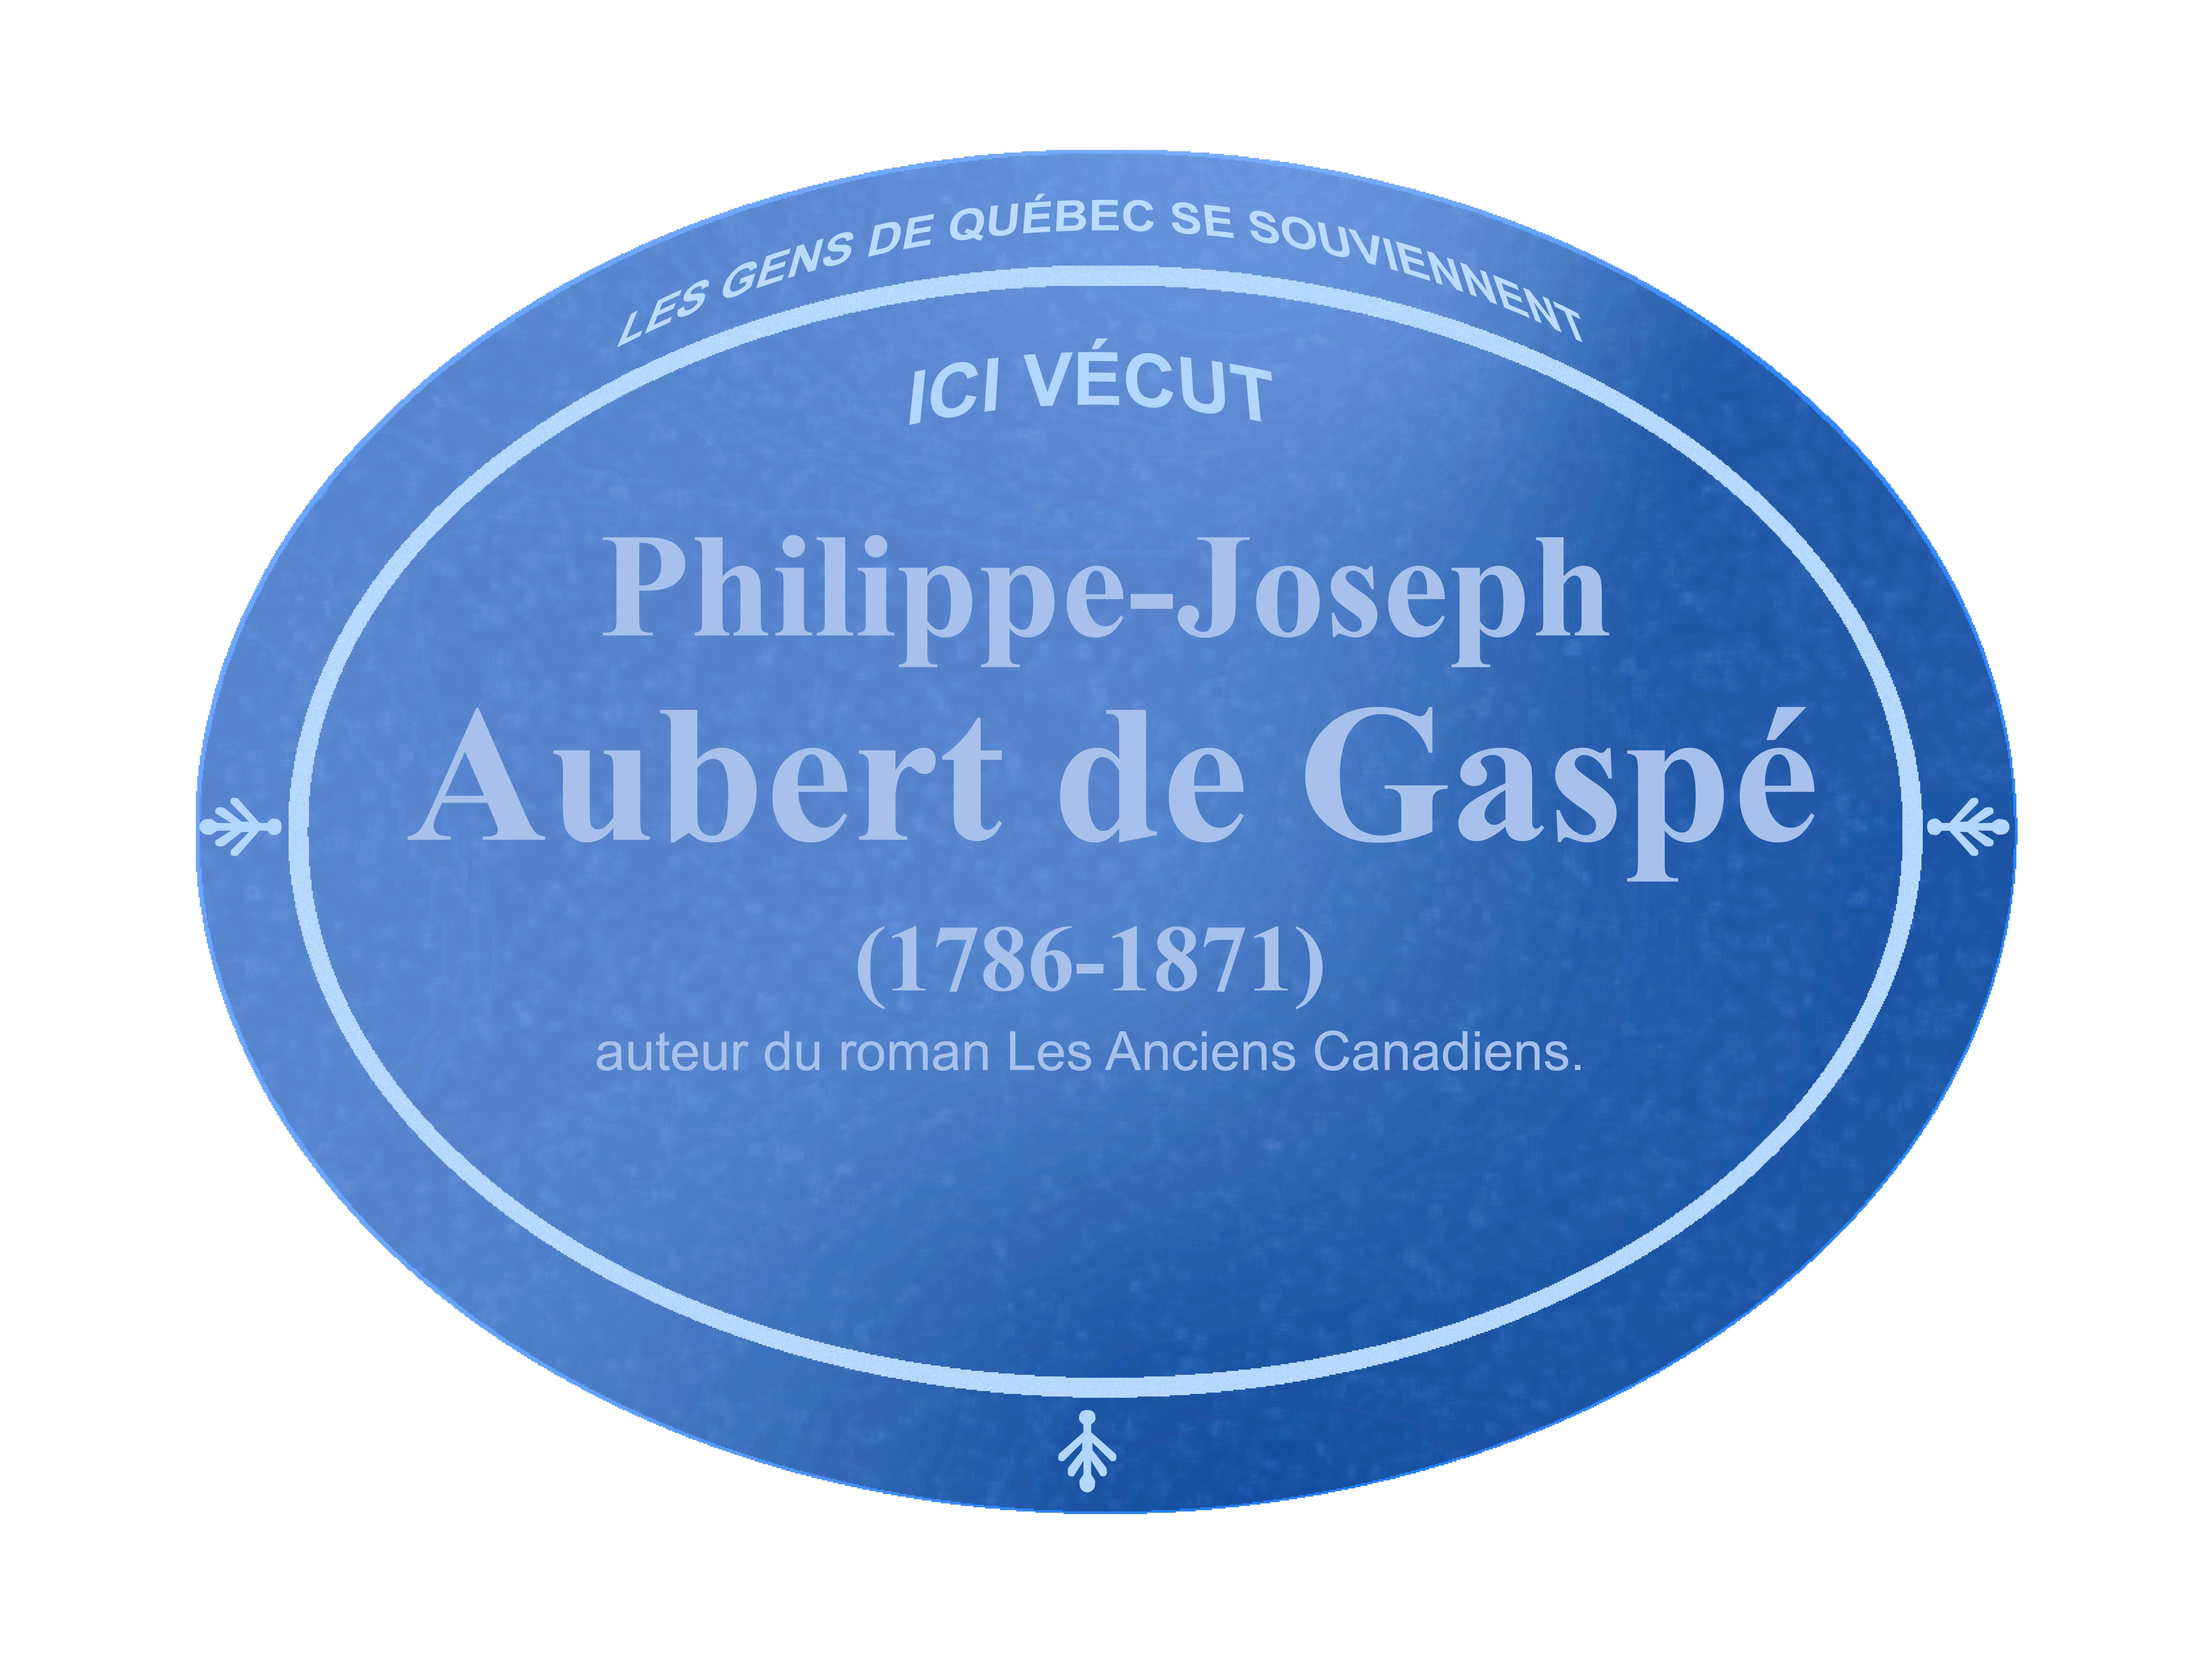 LES GENS DE QUÉBEC SE SOUVIENNENT
ICI VÉCUT
Philippe-Joseph
Aubert de Gaspé
(1786-1871)
auteur du roman Les Anciens Canadiens.